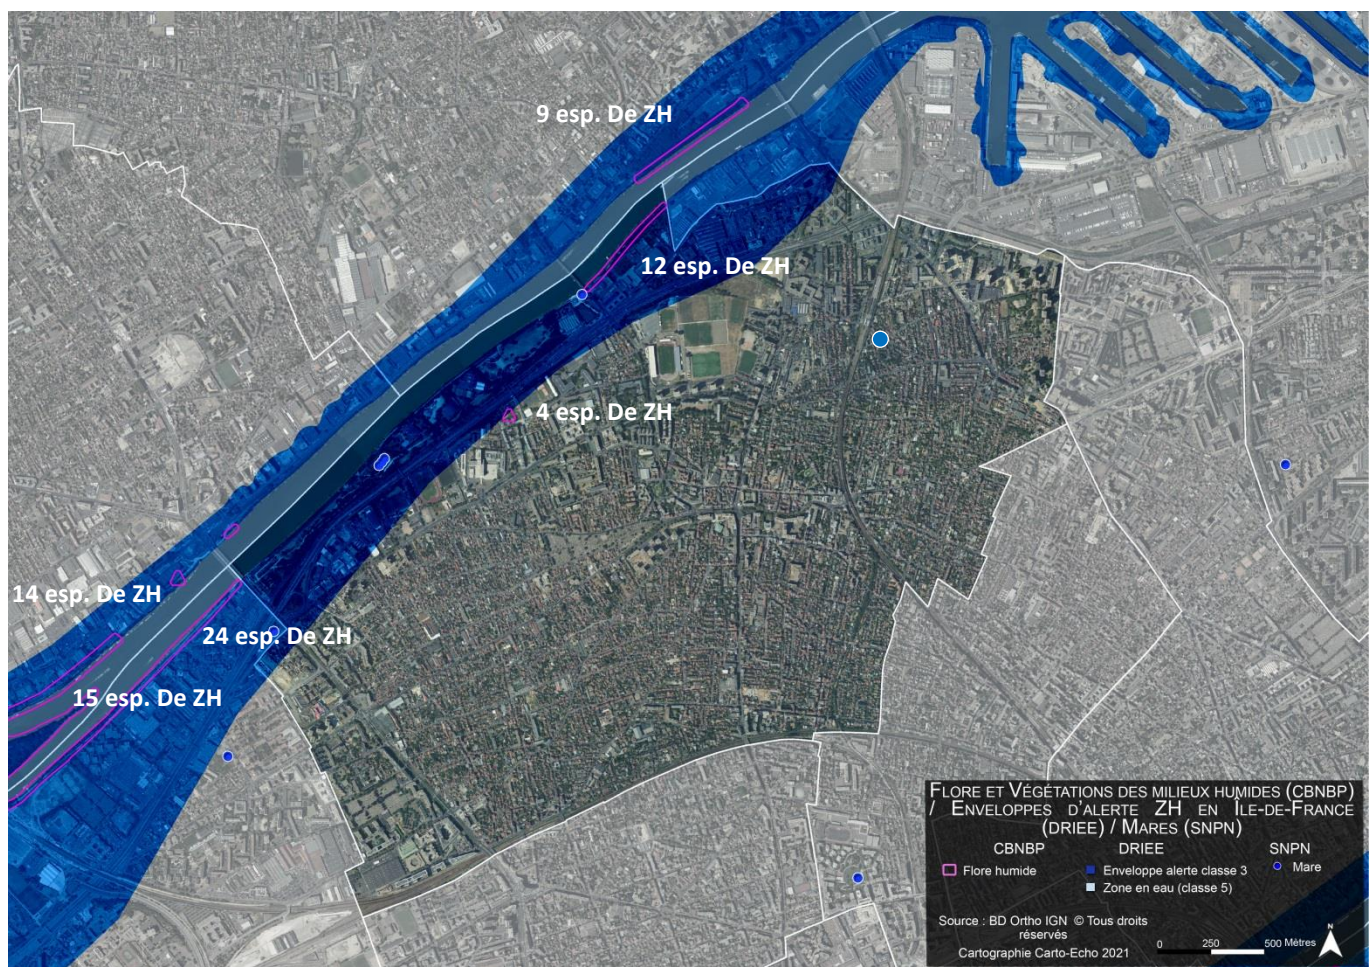 9 esp. De ZH
12 esp. De ZH
4 esp. De ZH
14 esp. De ZH
24 esp. De ZH
15 esp. De ZH
FLORE ET VÉGÉTATIONS DES MILIEUX HUMIDES (CBNBP)
/ ENVELOPPES D'ALERTE ZH EN ÎLE-DE-FRANCE
(DRIEE) / MARES (SNPN)
CBNBP DRIEE SNPN
Flore humide Enveloppe alerte classe 3 Mare
Zone en eau (classe 5)
Source : BD Ortho IGN © Tous droits
réservés
Cartographie Carto-Echo 2021
0 250 500 Mètres
N